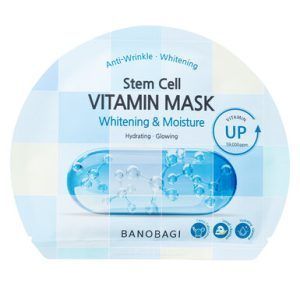 Anti-Wrinkle · Whitening
Stem Cell
VITAMIN MASK
Whitening & Moisture
Hydrating · Glowing
VITAMIN
UP
BANOBAGI